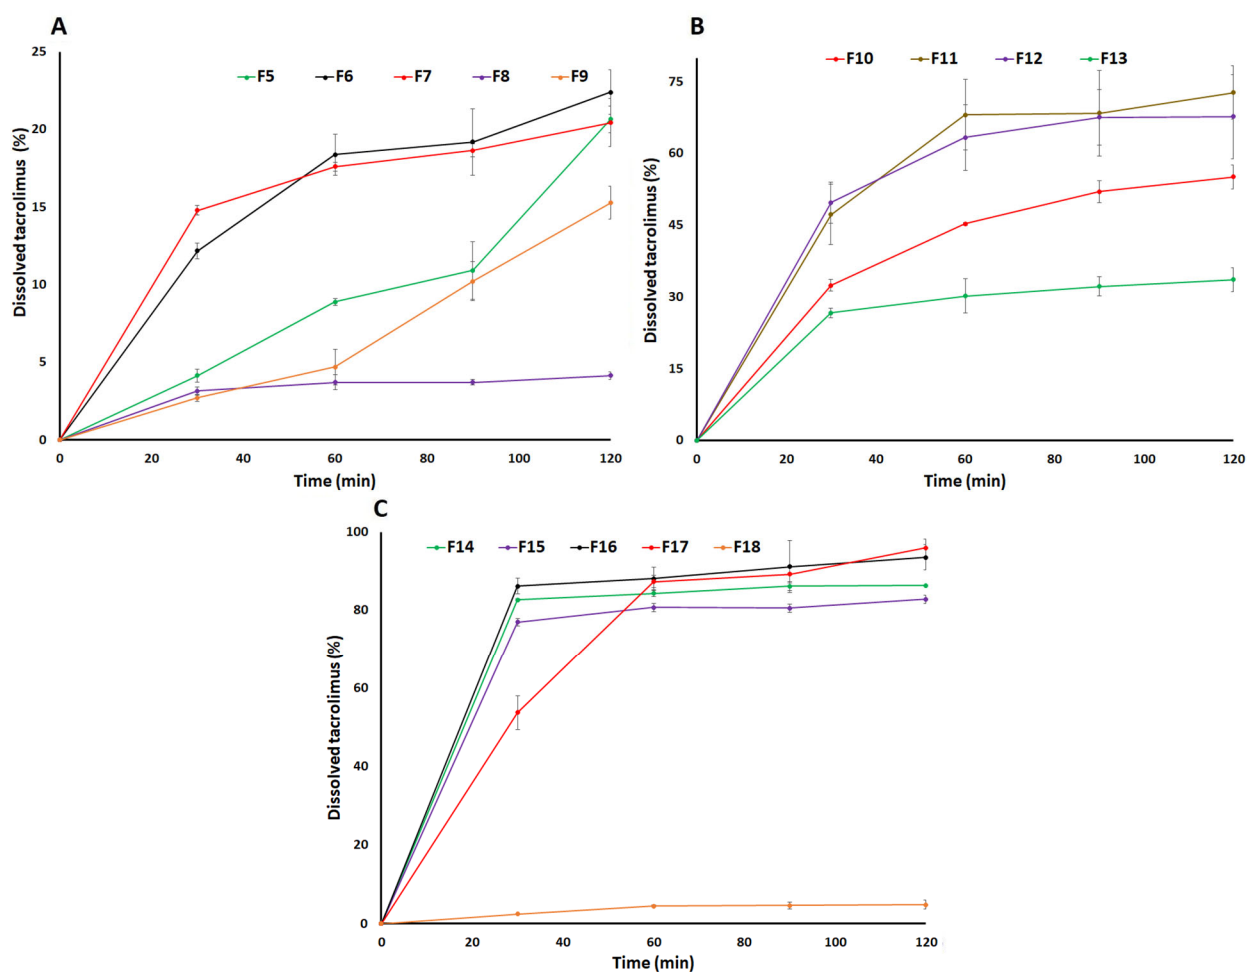 A
Dissolved tacrolimus (%)
25
20
15
10
5
0
F5 F6 F7 F8 F9
0 20 40 60 80 100 120
Time (min)
B
Dissolved tacrolimus (%)
75
60
45
30
15
0
F10 F11 F12 F13
0 20 40 60 80 100 120
Time (min)
C
Dissolved tacrolimus (%)
100
80
60
40
20
0
F14 F15 F16 F17 F18
0 20 40 60 80 100 120
Time (min)